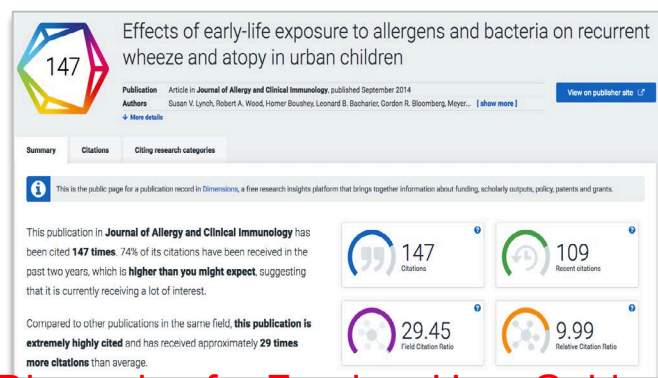 147
Effects of early-life exposure to allergens and bacteria on recurrent
wheeze and atopy in urban children
Publication Article in Journal of Allergy and Clinical Immunology, published September 2014
Authors Susan V. Lynch, Robert A. Wood, Homer Boushey, Leonard B. Bacharier, Gordon R. Bloomberg, Meyer... [ show more ]
More details
View on publisher site
Summary Citations Citing research categories
This is the public page for a publication record in Dimensions, a free research insights platform that brings together information about funding, scholarly outputs, policy, patents and grants.
This publication in Journal of Allergy and Clinical Immunology has
been cited 147 times. 74% of its citations have been received in the
past two years, which is higher than you might expect, suggesting
that it is currently receiving a lot of interest.
Compared to other publications in the same field, this publication is
extremely highly cited and has received approximately 29 times
more citations than average.
147
Citations
109
Recent citations
29.45
Field Citation Ratio
9.99
Relative Citation Ratio